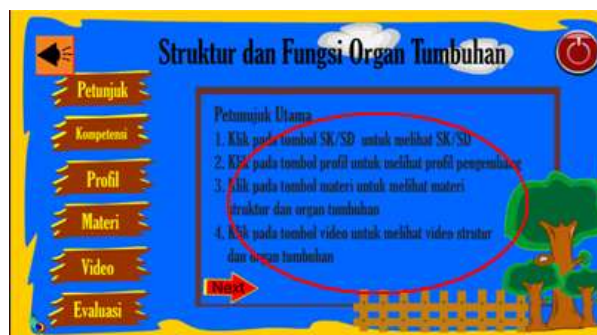 Struktur dan Fungsi Organ Tumbuhan
Petunjuk
Kompetensi
Profil
Materi
Video
Evaluasi
Petunujuk Utama
1. Klik pada tombol SK/SD untuk melihat SK/SD
2. Klik pada tombol profil untuk melihat profil pengembang
3. Klik pada tombol materi untuk melihat materi
struktur dan organ tumbuhan
4. Klik pada tombol video untuk melihat video strutur
dan organ tumbuhan
Next